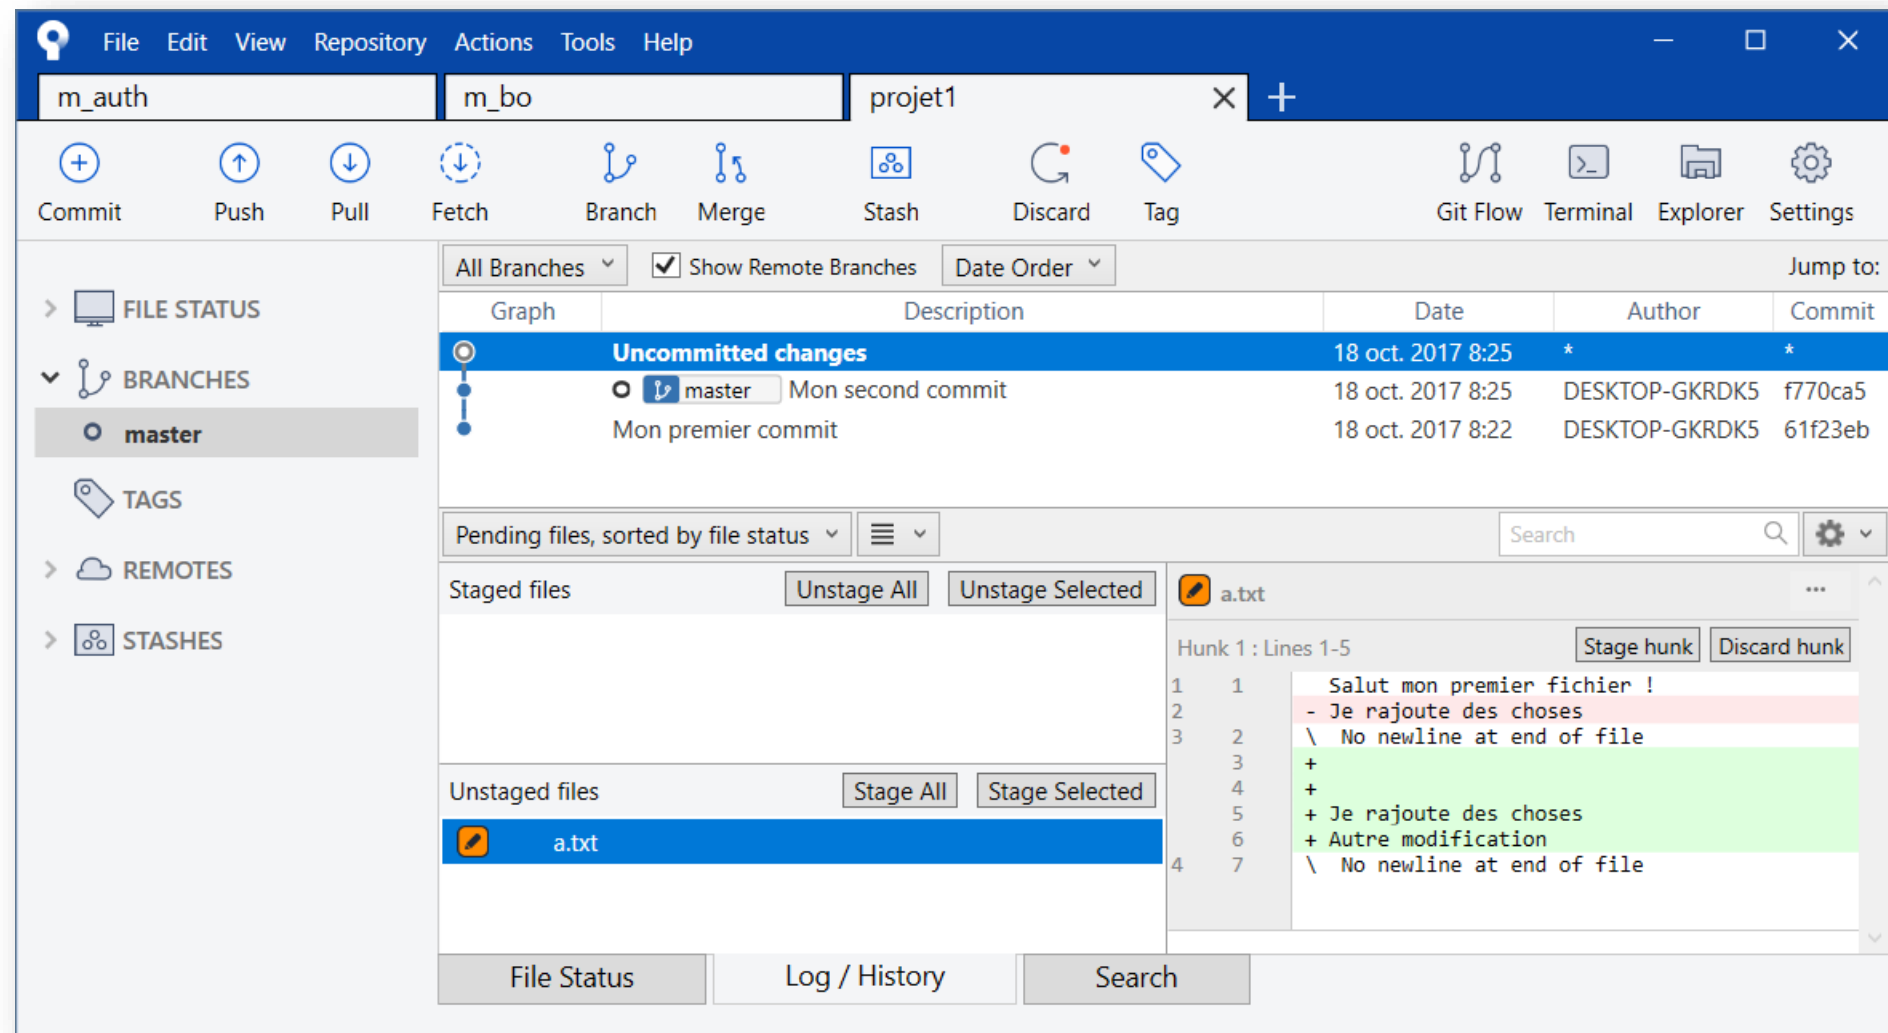 File Edit View Repository Actions Tools Help
m_auth m_bo projet1
Commit Push Pull Fetch Branch Merge Stash Discard Tag Git Flow Terminal Explorer Settings
All Branches Show Remote Branches Date Order Jump to:
FILE STATUS
BRANCHES
master
TAGS
REMOTES
STASHES
Graph Description Date Author Commit
Uncommitted changes 18 oct. 2017 8:25 * *
master Mon second commit 18 oct. 2017 8:25 DESKTOP-GKRDK5 f770ca5
Mon premier commit 18 oct. 2017 8:22 DESKTOP-GKRDK5 61f23eb
Pending files, sorted by file status Search
Staged files Unstage All Unstage Selected
Unstaged files Stage All Stage Selected
a.txt
a.txt ...
Hunk 1 : Lines 1-5 Stage hunk Discard hunk
1 1 Salut mon premier fichier !
2 - Je rajoute des choses
3 2 \ No newline at end of file
3 +
4 +
5 + Je rajoute des choses
6 + Autre modification
4 7 \ No newline at end of file
File Status Log / History Search